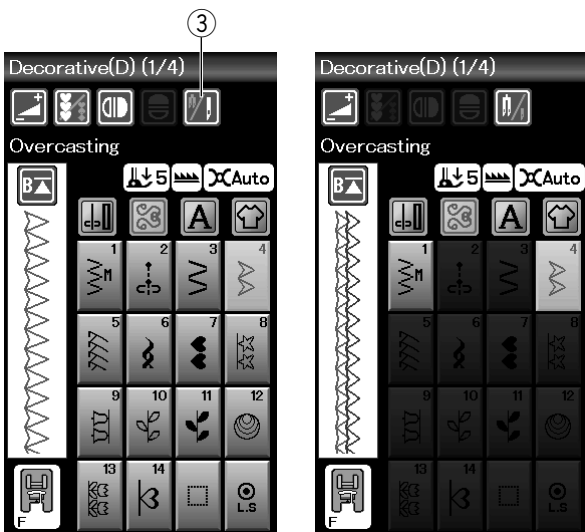 ③
Decorative(D) (1/4)
Overcasting
B
5
Auto
A
1
M
2
3
4
5
6
7
8
9
10
11
12
13
14
L.S
F
Decorative(D) (1/4)
Overcasting
B
5
Auto
A
1
M
2
3
4
5
6
7
8
9
10
11
12
13
14
L.S
F